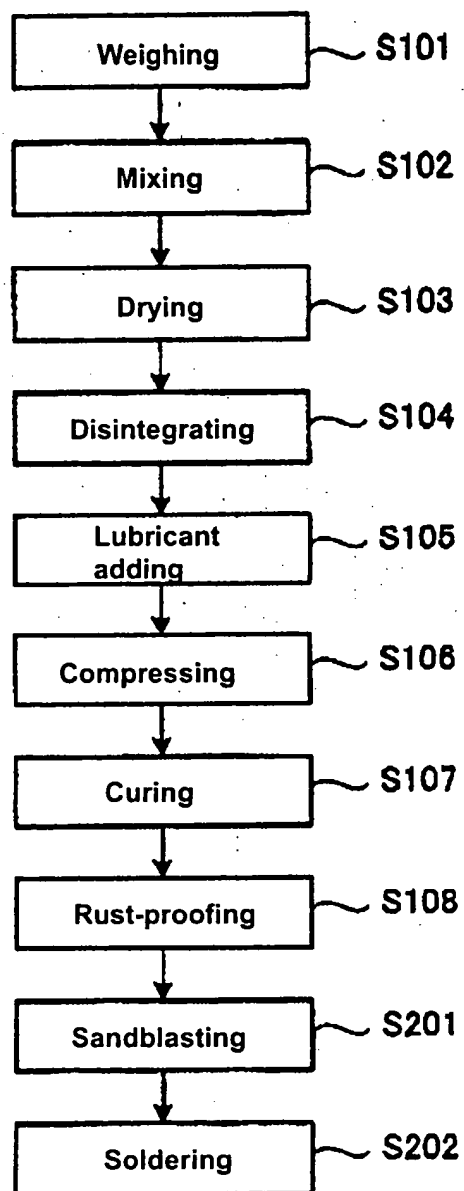 Weighing S101
Mixing S102
Drying S103
Disintegrating S104
Lubricant
adding S105
Compressing S106
Curing S107
Rust-proofing S108
Sandblasting S201
Soldering S202